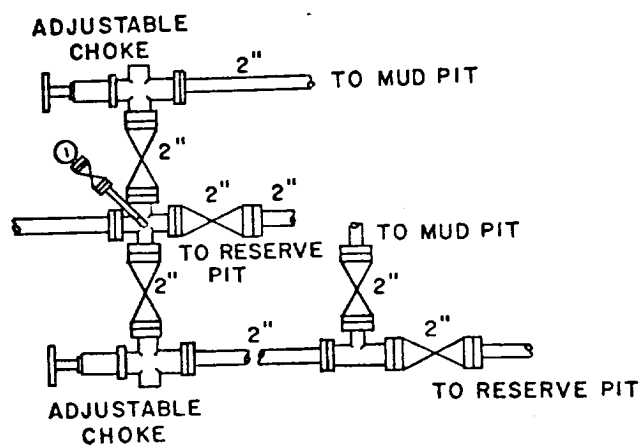 ADJUSTABLE
CHOKE
2"
TO MUD PIT
2"
1
2"
2"
TO RESERVE
PIT
TO MUD PIT
2"
2"
2"
2"
TO RESERVE PIT
ADJUSTABLE
CHOKE